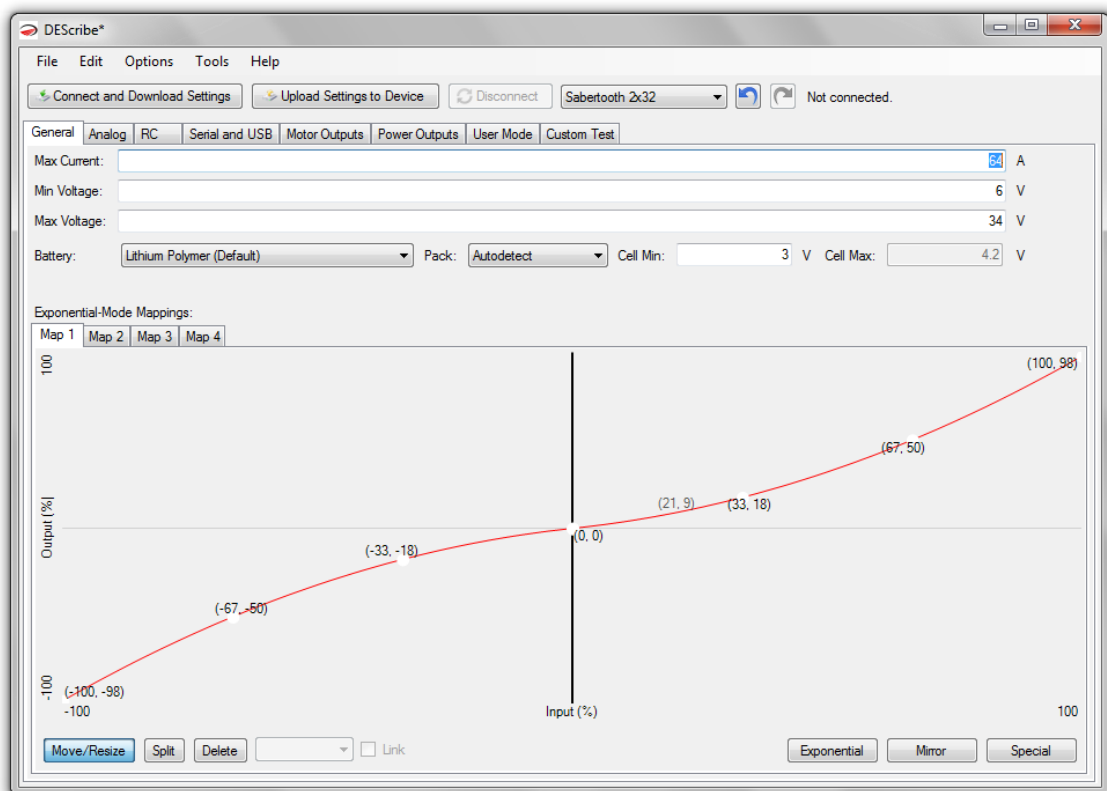 DEScribe*
File Edit Options Tools Help
Connect and Download Settings Upload Settings to Device Disconnect Sabertooth 2x32 Not connected.
General Analog RC Serial and USB Motor Outputs Power Outputs User Mode Custom Test
Max Current: 64 A
Min Voltage: 6 V
Max Voltage: 34 V
Battery: Lithium Polymer (Default) Pack: Autodetect Cell Min: 3 V Cell Max: 4.2 V
Exponential-Mode Mappings:
Map 1 Map 2 Map 3 Map 4
100
(100, 98)
(67, 50)
(21, 9)
(33, 18)
Output (%)
(0, 0)
(-33, -18)
(-67, -50)
-100
(-100, -98)
-100 Input (%) 100
Move/Resize Split Delete Link Exponential Mirror Special